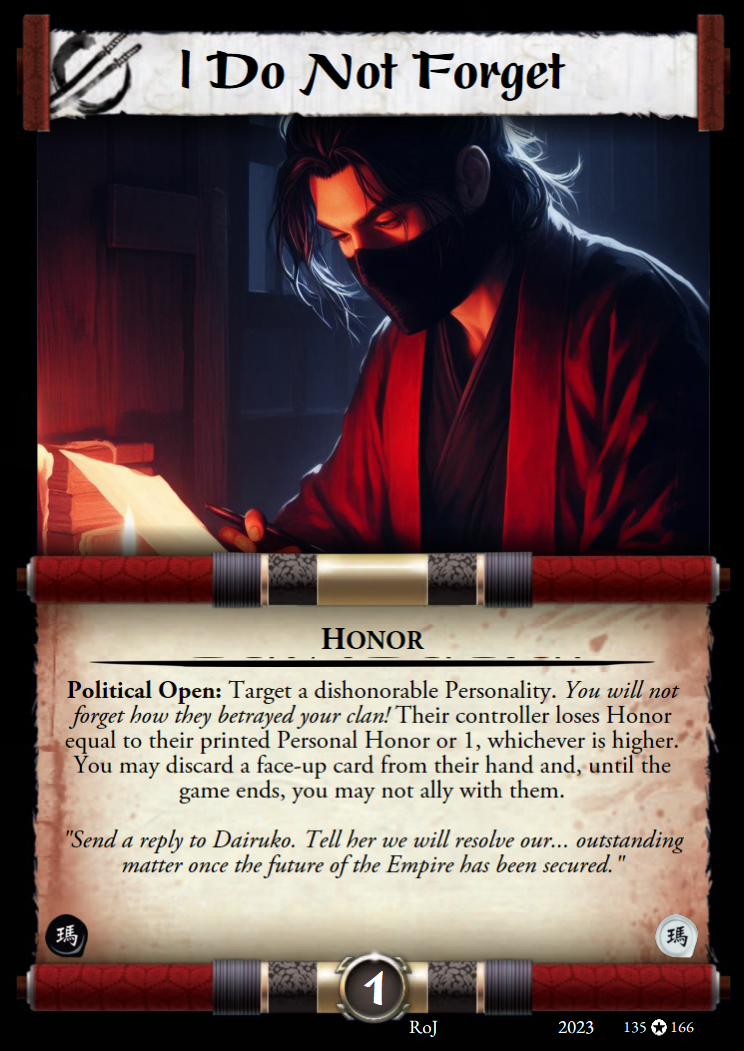 I Do Not Forget
HONOR
Political Open: Target a dishonorable Personality. You will not
forget how they betrayed your clan! Their controller loses Honor
equal to their printed Personal Honor or 1, whichever is higher.
You may discard a face-up card from their hand and, until the
game ends, you may not ally with them.
"Send a reply to Dairuko. Tell her we will resolve our... outstanding
matter once the future of the Empire has been secured."
瑪 瑪
1
RoJ 2023 135 ✪ 166